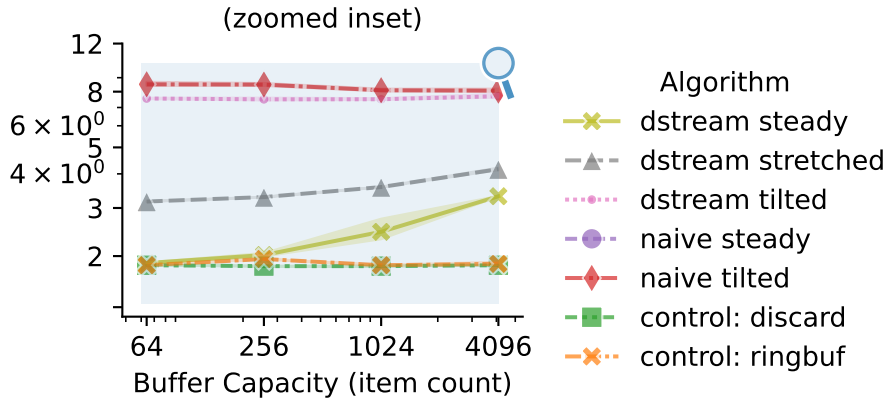 (zoomed inset)
12
8
6 × 10⁰
5
4 × 10⁰
3
2
64 256 1024 4096
Buffer Capacity (item count)
Algorithm
dstream steady
dstream stretched
dstream tilted
naive steady
naive tilted
control: discard
control: ringbuf